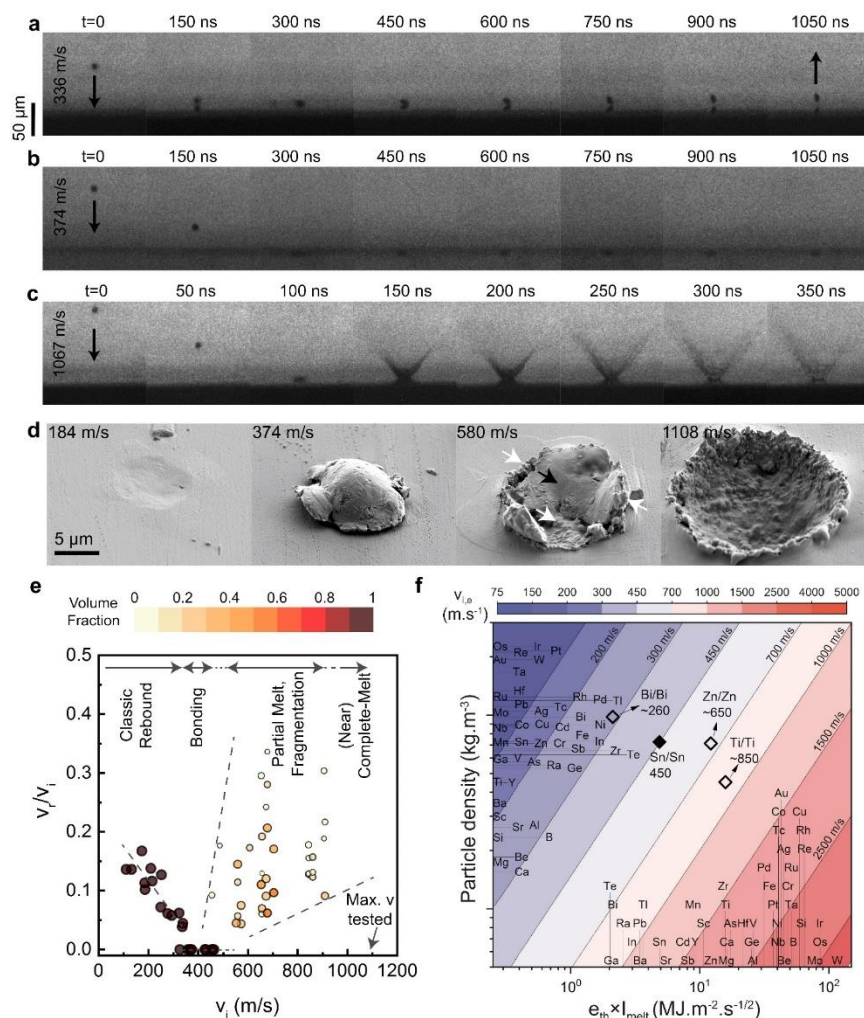 a
t=0 150 ns 300 ns 450 ns 600 ns 750 ns 900 ns 1050 ns
336 m/s
50 μm
b
t=0 150 ns 300 ns 450 ns 600 ns 750 ns 900 ns 1050 ns
374 m/s
c
t=0 50 ns 100 ns 150 ns 200 ns 250 ns 300 ns 350 ns
1067 m/s
d
184 m/s 374 m/s 580 m/s 1108 m/s
5 μm
e
0 0.2 0.4 0.6 0.8 1
Volume
Fraction
0.5
0.4
0.3
0.2
0.1
0.0
vr/vi
Classic
Rebound
Bonding
Partial Melt,
Fragmentation
(Near)
Complete-Melt
Max. v
tested
0 200 400 600 800 1000 1200
vi (m/s)
f
vi,e
(m.s-1)
75 150 200 300 450 700 1000 1500 2500 4000 5000
Particle density (kg.m-3)
200 m/s
300 m/s
450 m/s
700 m/s
1000 m/s
1500 m/s
2500 m/s
Os Re Ir Pt
Au W
Ta
Ru Hf Rh Pd Tl
Mo Pb Ag Tc Bi
Nb Co Cu Cd Ni
Fe
Mn Sn Zn Cr Sb In
Zr
Ga V As Ra Ge Te
Ti Y
Ba
Sc
Sr Al
Si B
Mg Be
Ca
Bi/Bi
~260
Zn/Zn
~650
Sn/Sn
450
Ti/Ti
~850
Au
Co Cu
Tc Rh
Ag Re
Pd Ru
Te Zr Fe Cr
Bi Tl Mn Ti Pt Ta
Ra Pb Sc As Hf V Ni Si Ir
In Sn Cd Y Ca Ge Nb B Os
Ga Ba Sr Sb Zn Mg Al Be Mo W
10^0 10^1 10^2
eth×Imelt (MJ.m-2.s-1/2)